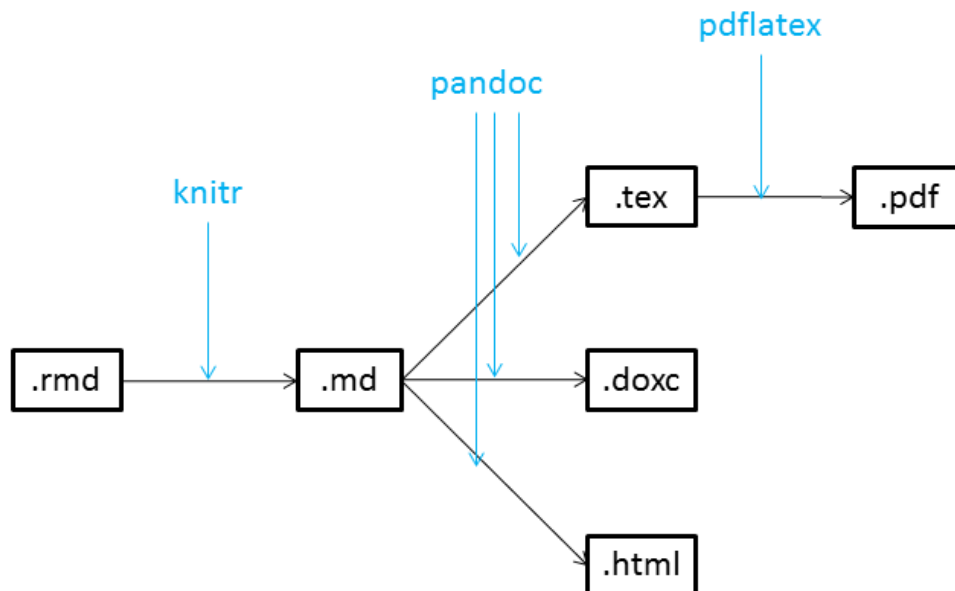 pdflatex
pandoc
knitr
.tex
.pdf
.rmd
.md
.doxc
.html